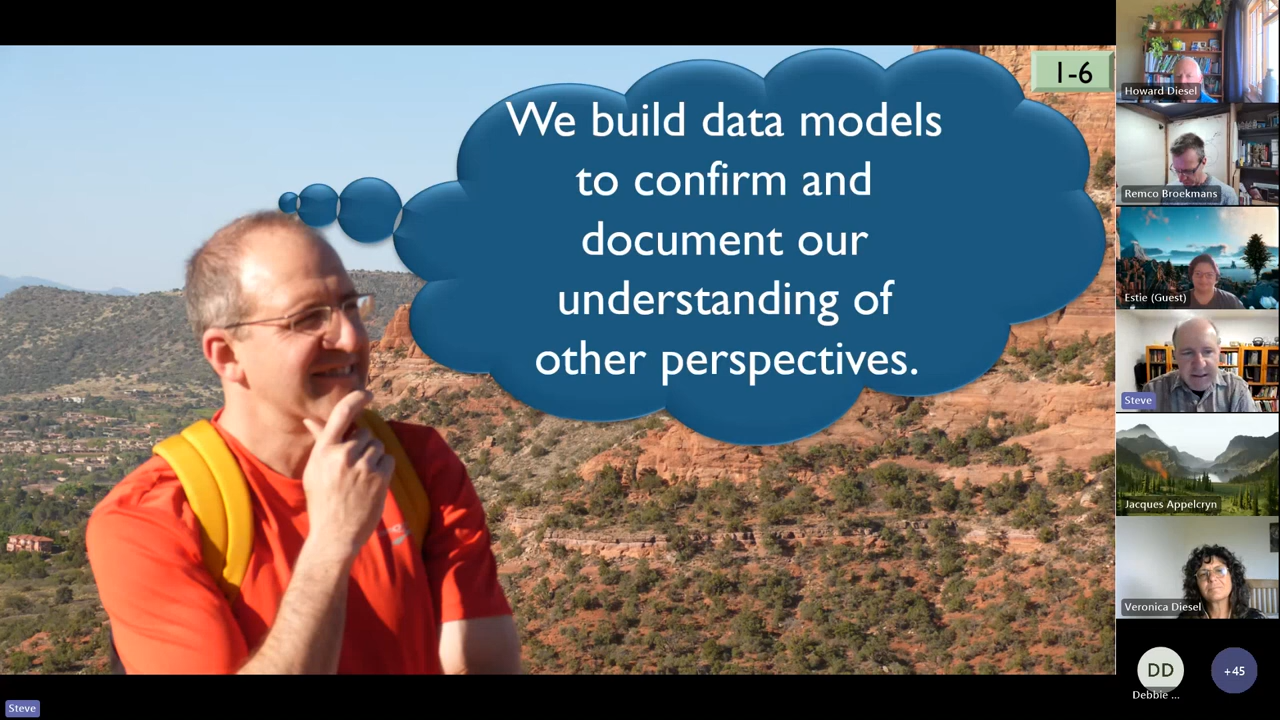 We build data models
to confirm and
document our
understanding of
other perspectives.
1-6
Howard Diesel
Remco Broekmans
Estie (Guest)
Steve
Jacques Appelcryn
Veronica Diesel
DD
Debbie ...
+45
Steve